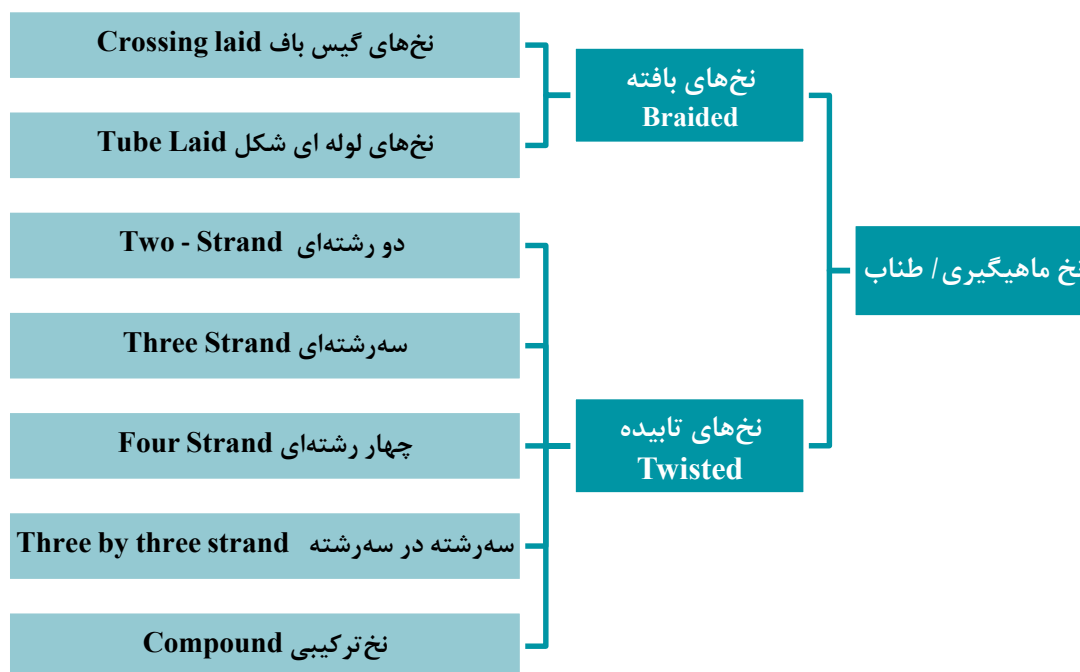 نخ ماهیگیری/ طناب
نخ‌های بافته
Braided
نخ‌های گیس باف Crossing laid
نخ‌های لوله ای شکل Tube Laid
نخ‌های تابیده
Twisted
دو رشته‌ای Two - Strand
سه‌رشته‌ای Three Strand
چهار رشته‌ای Four Strand
سه‌رشته در سه‌رشته Three by three strand
نخ‌ترکیبی Compound